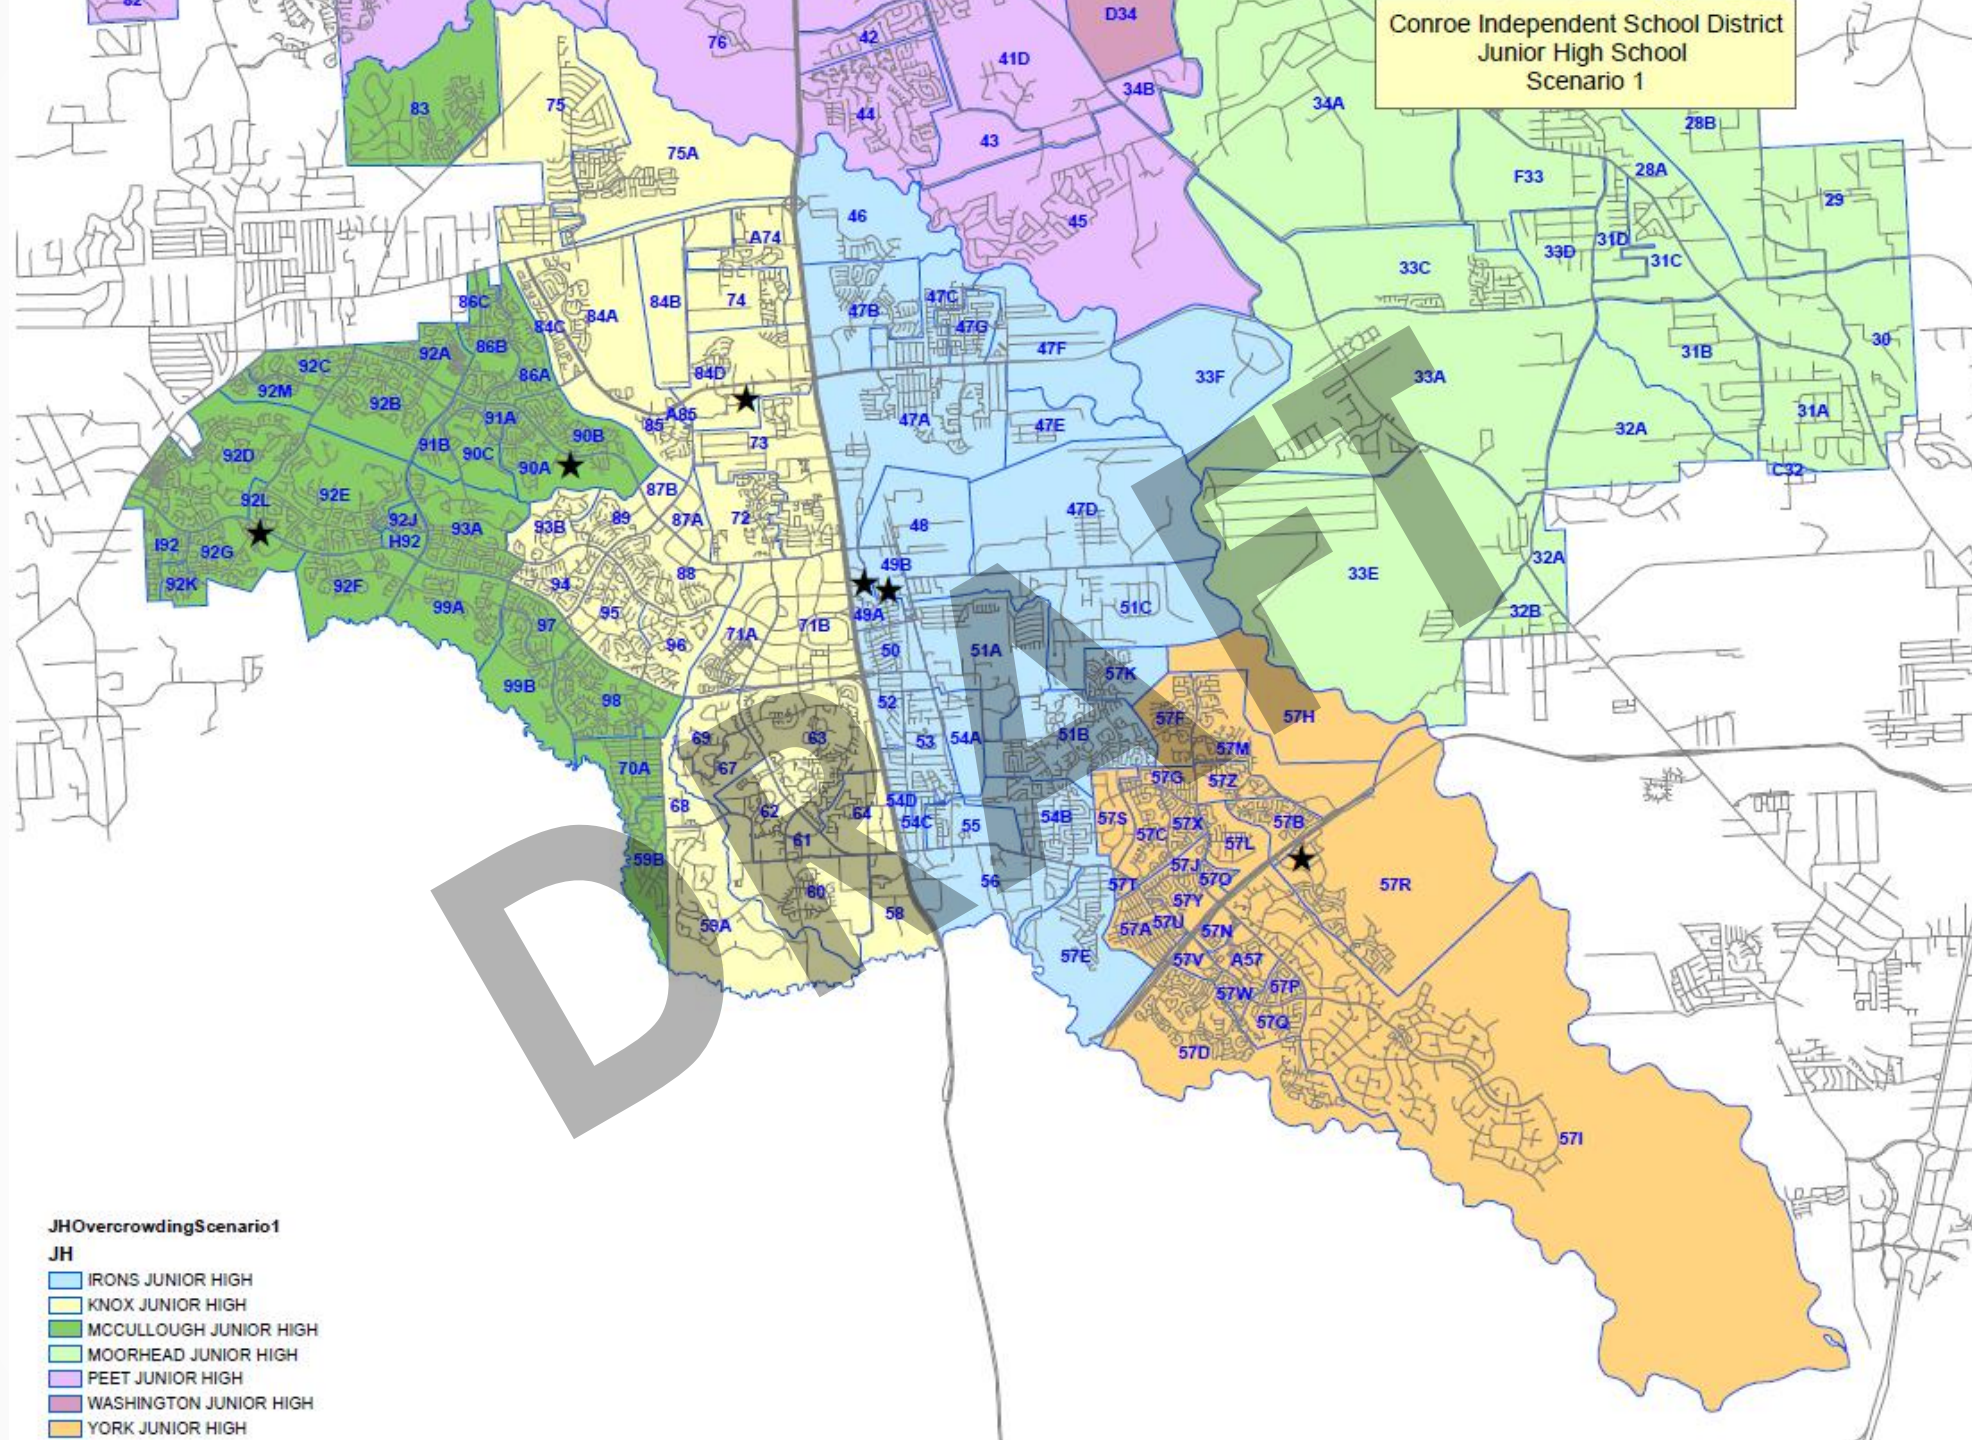 82
D34
Conroe Independent School District
Junior High School
Scenario 1
42
76
41D
34B
83
75
44
34A
28B
43
75A
F33
28A
29
46
45
A74
31D
33D
31C
33C
86C
84B
74
47C
47B
84A
84C
47G
30
86B
92A
47F
31B
92C
84D
86A
33F
33A
92M
92B
31A
A85
91A
47A
85
47E
32A
90B
73
91B
92D
90C
90A
C32
87B
92L
92E
47D
72
87A
89
92J
93B
48
93A
H92
I92
92G
32A
49B
88
33E
92K
92F
94
99A
51C
32B
95
49A
97
71B
71A
96
50
51A
57K
99B
98
52
57F
57H
69
63
53
54A
51B
57M
70A
67
57G
57Z
54D
68
62
64
54C
55
54B
57S
57X
57B
57C
61
57L
59B
57J
57O
57T
56
57R
60
57Y
58
57U
59A
57A
57N
57E
57V
A57
57P
57W
57Q
57D
57I
DRAFT
JHOvercrowdingScenario1
JH
IRONS JUNIOR HIGH
KNOX JUNIOR HIGH
MCCULLOUGH JUNIOR HIGH
MOORHEAD JUNIOR HIGH
PEET JUNIOR HIGH
WASHINGTON JUNIOR HIGH
YORK JUNIOR HIGH